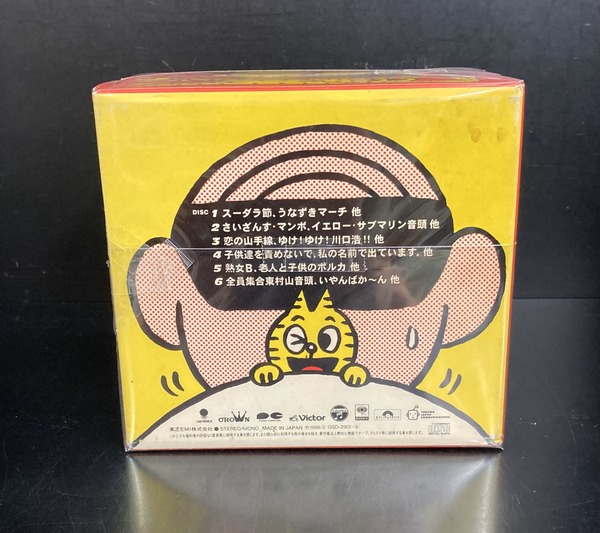 DISC 1 スーダラ節、うなずきマーチ 他
2 さいざんす・マンボ、イエロー・サブマリン音頭 他
3 恋の山手線、ゆけ!ゆけ!川口浩!! 他
4 子供達を責めないで、私の名前で出ています。他
5 熟女B、老人と子供のポルカ 他
6 全員集合東村山音頭、いやんばか〜ん 他
CROWN Victor
東芝EMI株式会社 ● STEREO/MONO MADE IN JAPAN ℗1996 ⓔ GSD-2901〜6